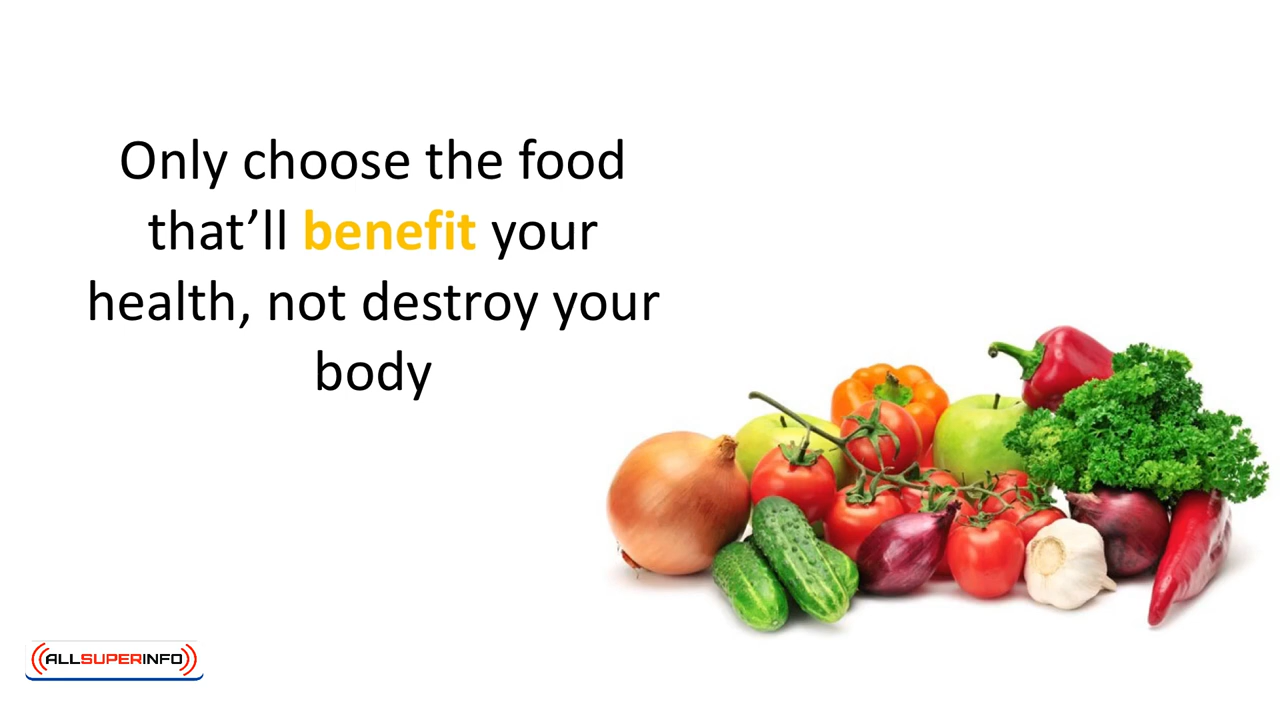 Only choose the food
that’ll benefit your
health, not destroy your
body
ALLSUPERINFO